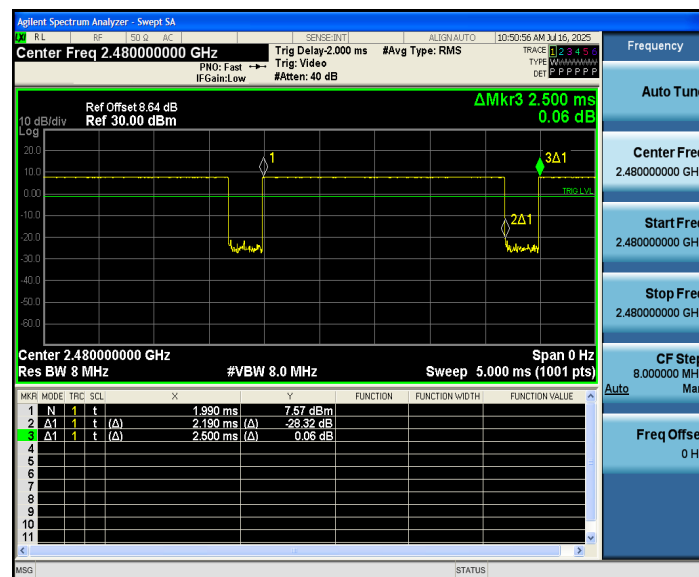 Agilent Spectrum Analyzer - Swept SA
LXI RL RF 50 Ω AC SENSE:INT ALIGNAUTO 10:50:56 AM Jul 16, 2025
Center Freq 2.480000000 GHz
PNO: Fast
IFGain:Low
Trig Delay-2.000 ms
Trig: Video
#Atten: 40 dB
#Avg Type: RMS
TRACE 1 2 3 4 5 6
TYPE W
DET P P P P P P
Ref Offset 8.64 dB
10 dB/div Ref 30.00 dBm
Log
ΔMkr3 2.500 ms
0.06 dB
20.0
10.0
0.00
-10.0
-20.0
-30.0
-40.0
-50.0
-60.0
1
3Δ1
TRIG LVL
2Δ1
Center 2.480000000 GHz Span 0 Hz
Res BW 8 MHz #VBW 8.0 MHz Sweep 5.000 ms (1001 pts)
MKR MODE TRC SCL X Y FUNCTION FUNCTION WIDTH FUNCTION VALUE
1 N 1 t 1.990 ms 7.57 dBm
2 Δ1 1 t (Δ) 2.190 ms (Δ) -28.32 dB
3 Δ1 1 t (Δ) 2.500 ms (Δ) 0.06 dB
4
5
6
7
8
9
10
11
MSG STATUS
Frequency
Auto Tun
Center Fre
2.480000000 GH
Start Fre
2.480000000 GH
Stop Fre
2.480000000 GH
CF Step
8.000000 MH
Auto Ma
Freq Offse
0 H